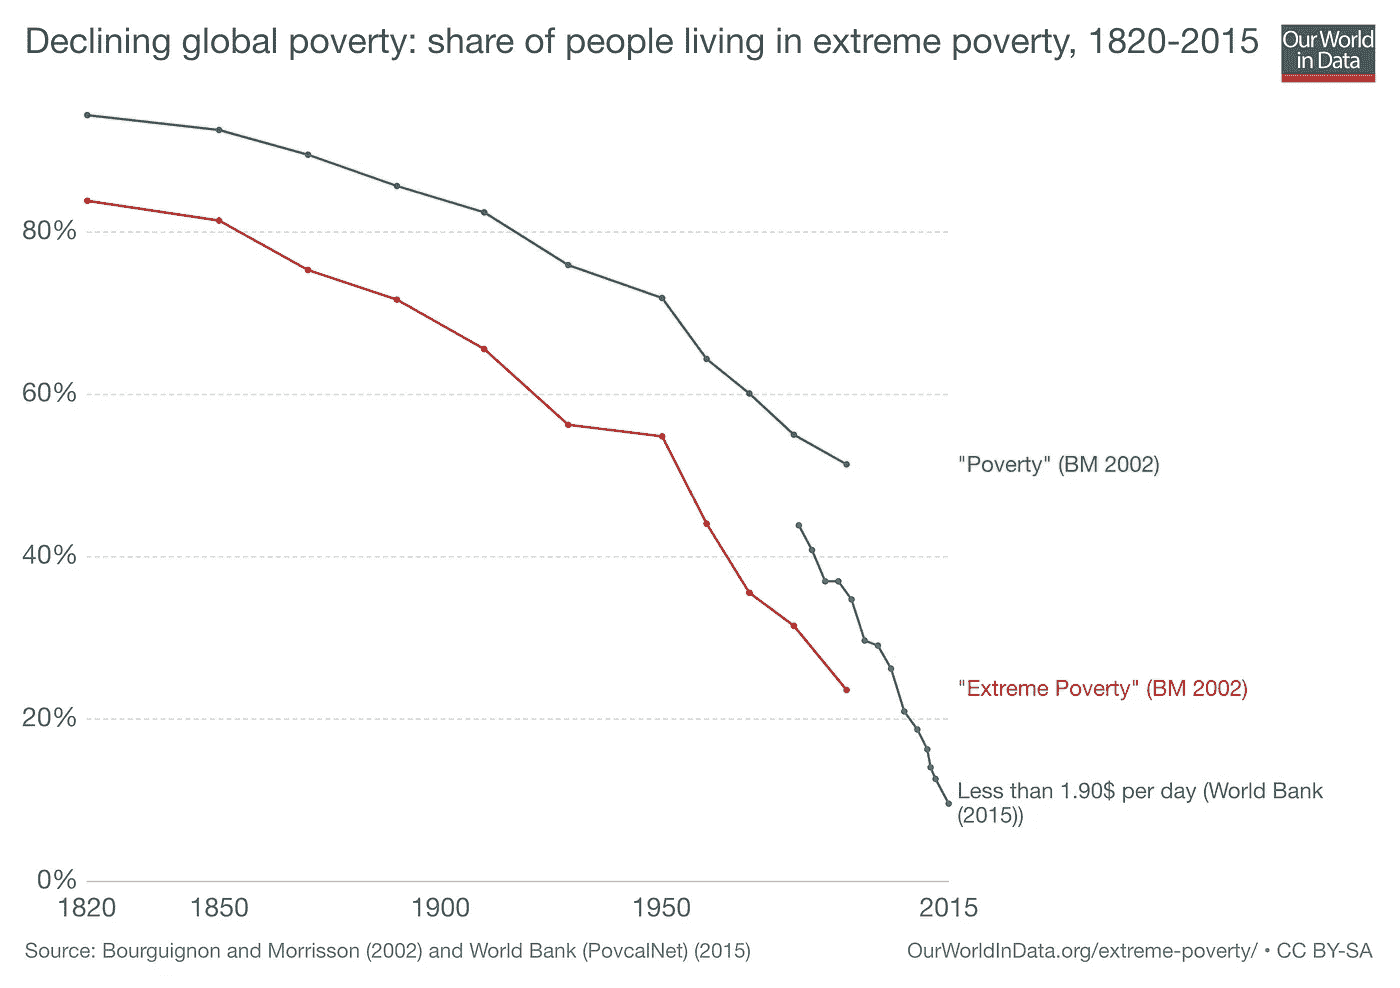 Declining global poverty: share of people living in extreme poverty, 1820-2015
Our World
in Data
80%
60%
40%
20%
0%
"Poverty" (BM 2002)
"Extreme Poverty" (BM 2002)
Less than 1.90$ per day (World Bank
(2015))
1820 1850 1900 1950 2015
Source: Bourguignon and Morrisson (2002) and World Bank (PovcalNet) (2015)
OurWorldInData.org/extreme-poverty/ • CC BY-SA